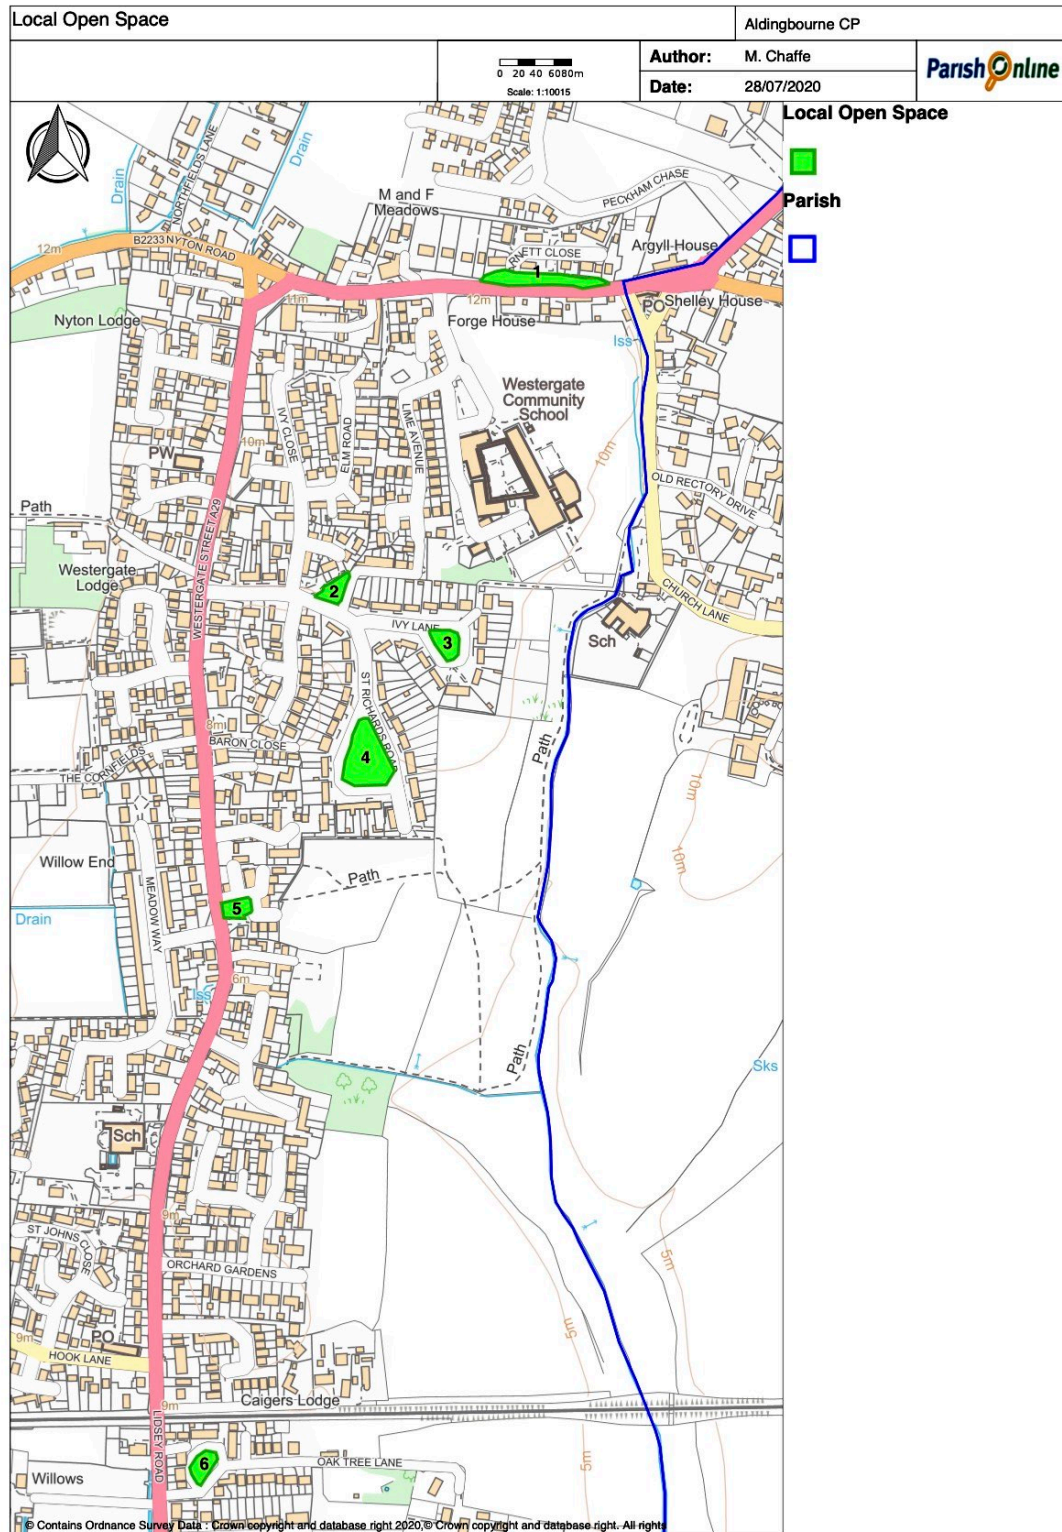 Local Open Space
Aldingbourne CP
Author:
M. Chaffe
0 20 40 6080m
Scale: 1:10015
Date:
28/07/2020
Parish Online
Local Open Space
Parish
Drain
NORTHFIELDS LANE
Drain
M and F
Meadows
PECKHAM CHASE
12m
B2233 NYTON ROAD
Argyll House
RNETT CLOSE
1
11m
12m
PO
Shelley House
Nyton Lodge
Forge House
Iss
Westergate
Community
School
IVY CLOSE
ELM ROAD
LIME AVENUE
10m
10m
PW
OLD RECTORY DRIVE
Path
WESTERGATE STREET A29
Westergate
Lodge
2
CHURCH LANE
IVY LANE
3
Sch
ST RICHARDS ROAD
8m
BARON CLOSE
4
Path
THE CORNFIELDS
10m
10m
Willow End
MEADOW WAY
Path
5
Drain
6m
Iss
Path
Sks
Sch
9m
ST JOHNS CLOSE
5m
ORCHARD GARDENS
5m
9m
PO
HOOK LANE
9m
Caigers Lodge
LIDSEY ROAD
6
OAK TREE LANE
5m
Willows
© Contains Ordnance Survey Data : Crown copyright and database right 2020,© Crown copyright and database right. All rights